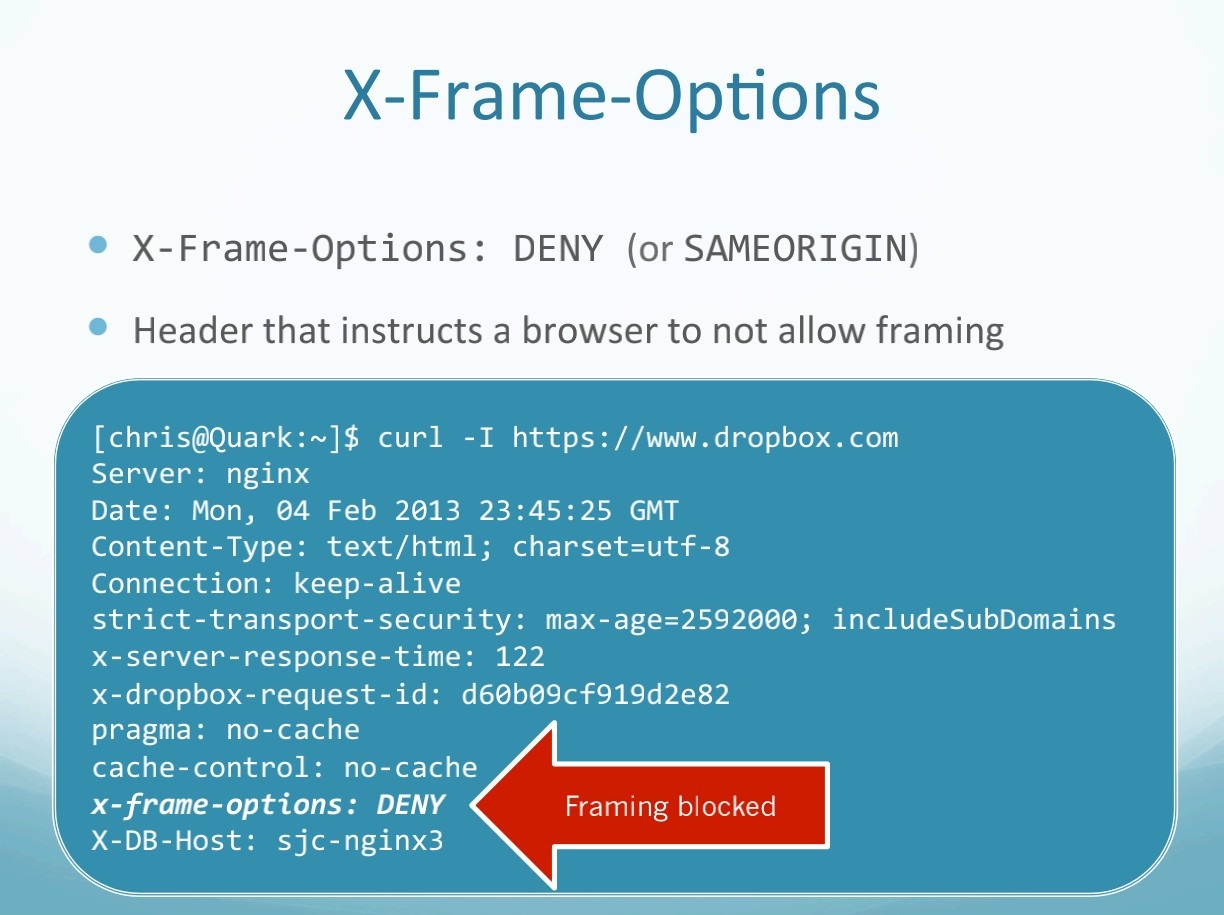 X-Frame-Options
X-Frame-Options: DENY (or SAMEORIGIN)
Header that instructs a browser to not allow framing
[chris@Quark:~]$ curl -I https://www.dropbox.com
Server: nginx
Date: Mon, 04 Feb 2013 23:45:25 GMT
Content-Type: text/html; charset=utf-8
Connection: keep-alive
strict-transport-security: max-age=2592000; includeSubDomains
x-server-response-time: 122
x-dropbox-request-id: d60b09cf919d2e82
pragma: no-cache
cache-control: no-cache
x-frame-options: DENY
Framing blocked
X-DB-Host: sjc-nginx3